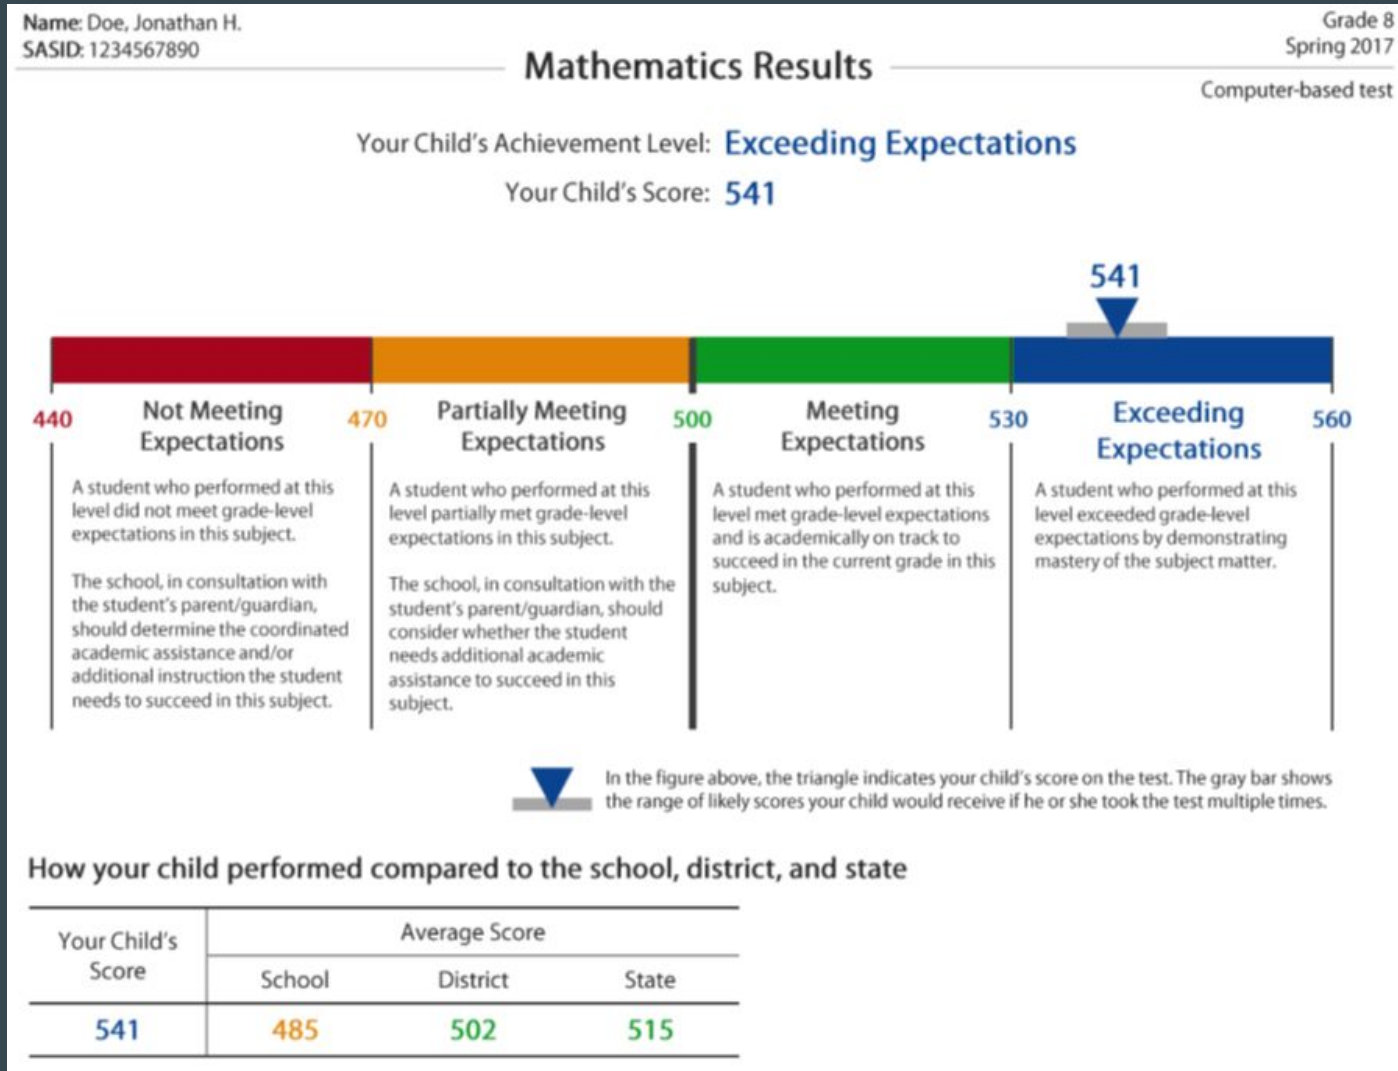 Name: Doe, Jonathan H.
SASID: 1234567890
Grade 8
Spring 2017
Mathematics Results
Computer-based test
Your Child's Achievement Level: Exceeding Expectations
Your Child's Score: 541
541
440
Not Meeting
Expectations
470
Partially Meeting
Expectations
500
Meeting
Expectations
530
Exceeding
Expectations
560
A student who performed at this
level did not meet grade-level
expectations in this subject.
The school, in consultation with
the student's parent/guardian,
should determine the coordinated
academic assistance and/or
additional instruction the student
needs to succeed in this subject.
A student who performed at this
level partially met grade-level
expectations in this subject.
The school, in consultation with the
student's parent/guardian, should
consider whether the student
needs additional academic
assistance to succeed in this
subject.
A student who performed at this
level met grade-level expectations
and is academically on track to
succeed in the current grade in this
subject.
A student who performed at this
level exceeded grade-level
expectations by demonstrating
mastery of the subject matter.
In the figure above, the triangle indicates your child's score on the test. The gray bar shows
the range of likely scores your child would receive if he or she took the test multiple times.
How your child performed compared to the school, district, and state
Your Child's
Score
Average Score
School District State
541 485 502 515